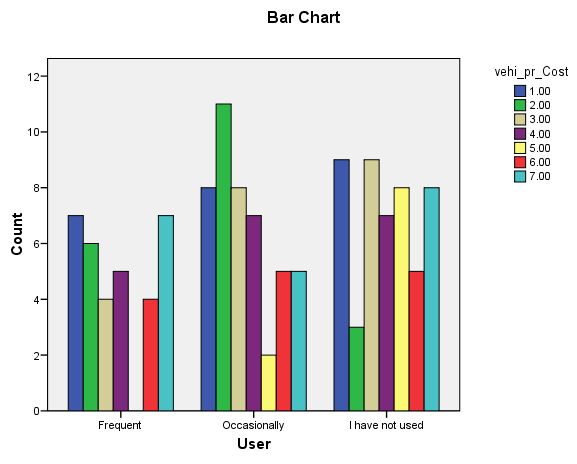 Bar Chart
vehi_pr_Cost
1.00
2.00
3.00
4.00
5.00
6.00
7.00
Count
12
10
8
6
4
2
0
Frequent
Occasionally
I have not used
User